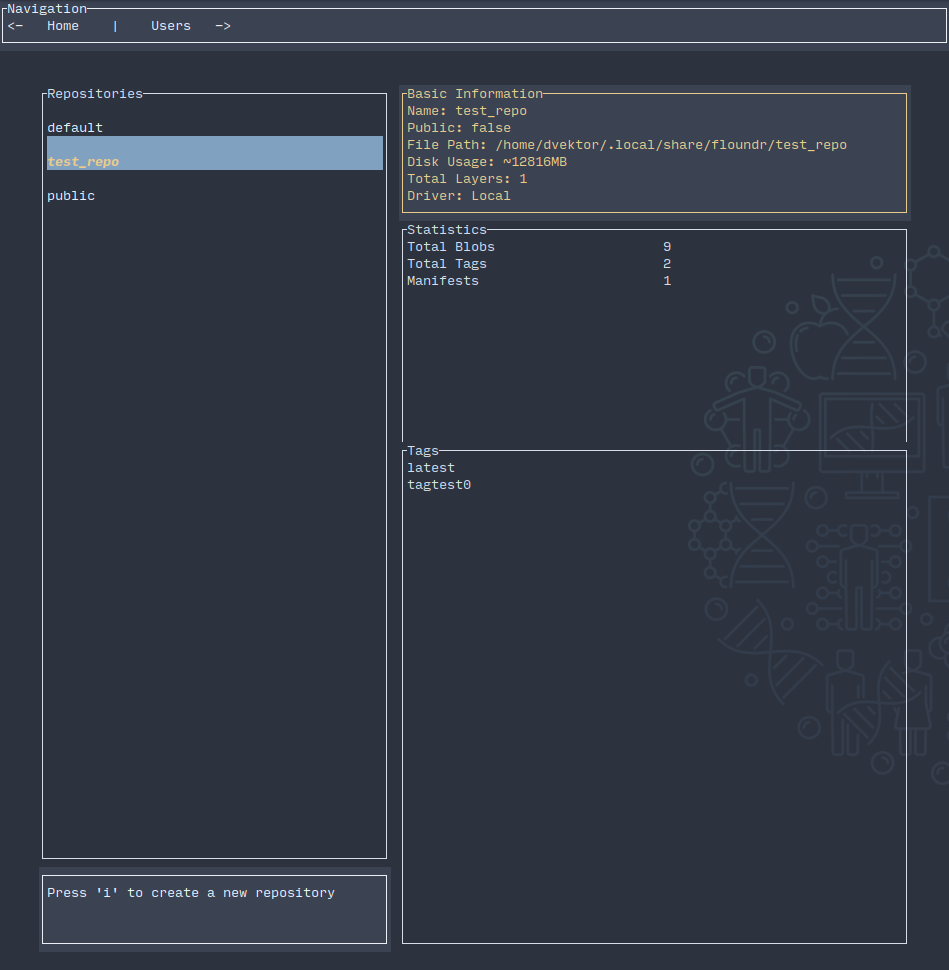 Navigation
<- Home | Users ->
Repositories
default
test_repo
public
Press 'i' to create a new repository
Basic Information
Name: test_repo
Public: false
File Path: /home/dvektor/.local/share/floundr/test_repo
Disk Usage: ~12816MB
Total Layers: 1
Driver: Local
Statistics
Total Blobs 9
Total Tags 2
Manifests 1
Tags
latest
tagtest0